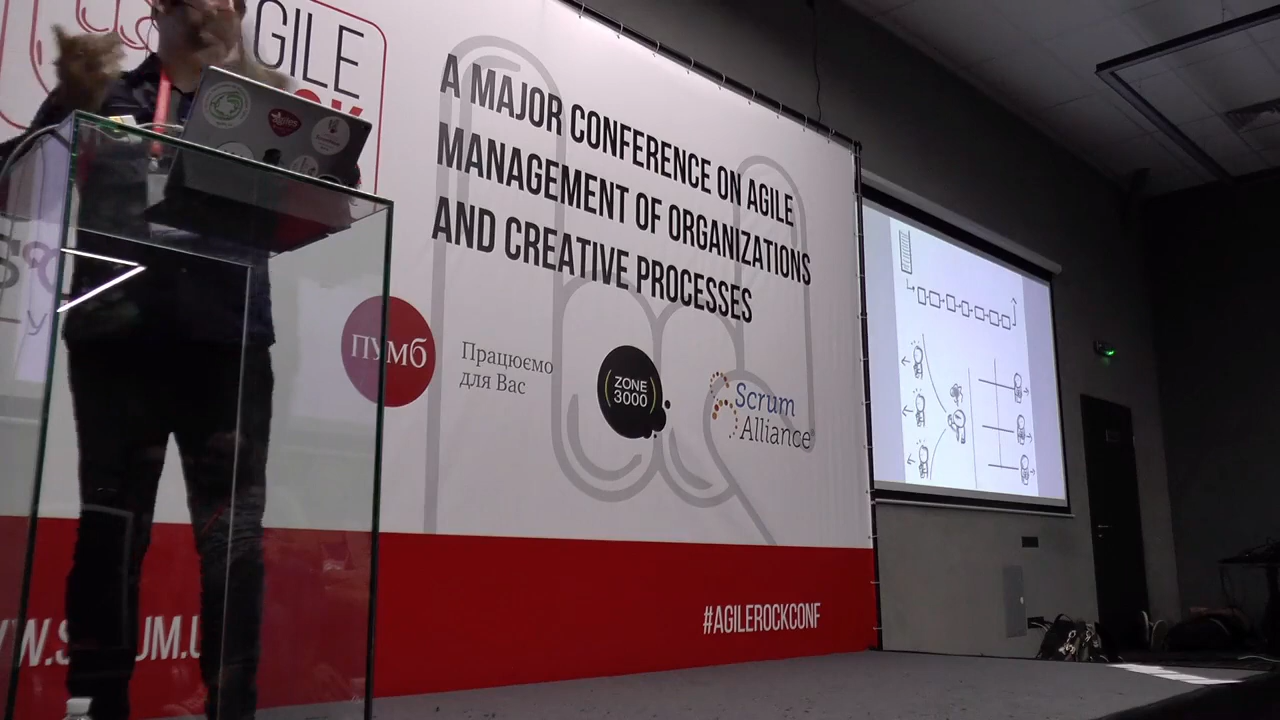 GILE
A MAJOR CONFERENCE ON AGILE
MANAGEMENT OF ORGANIZATIONS
AND CREATIVE PROCESSES
ПУМб
Працюємо
для Вас
ZONE
3000
Scrum
Alliance
#AGILEROCKCONF